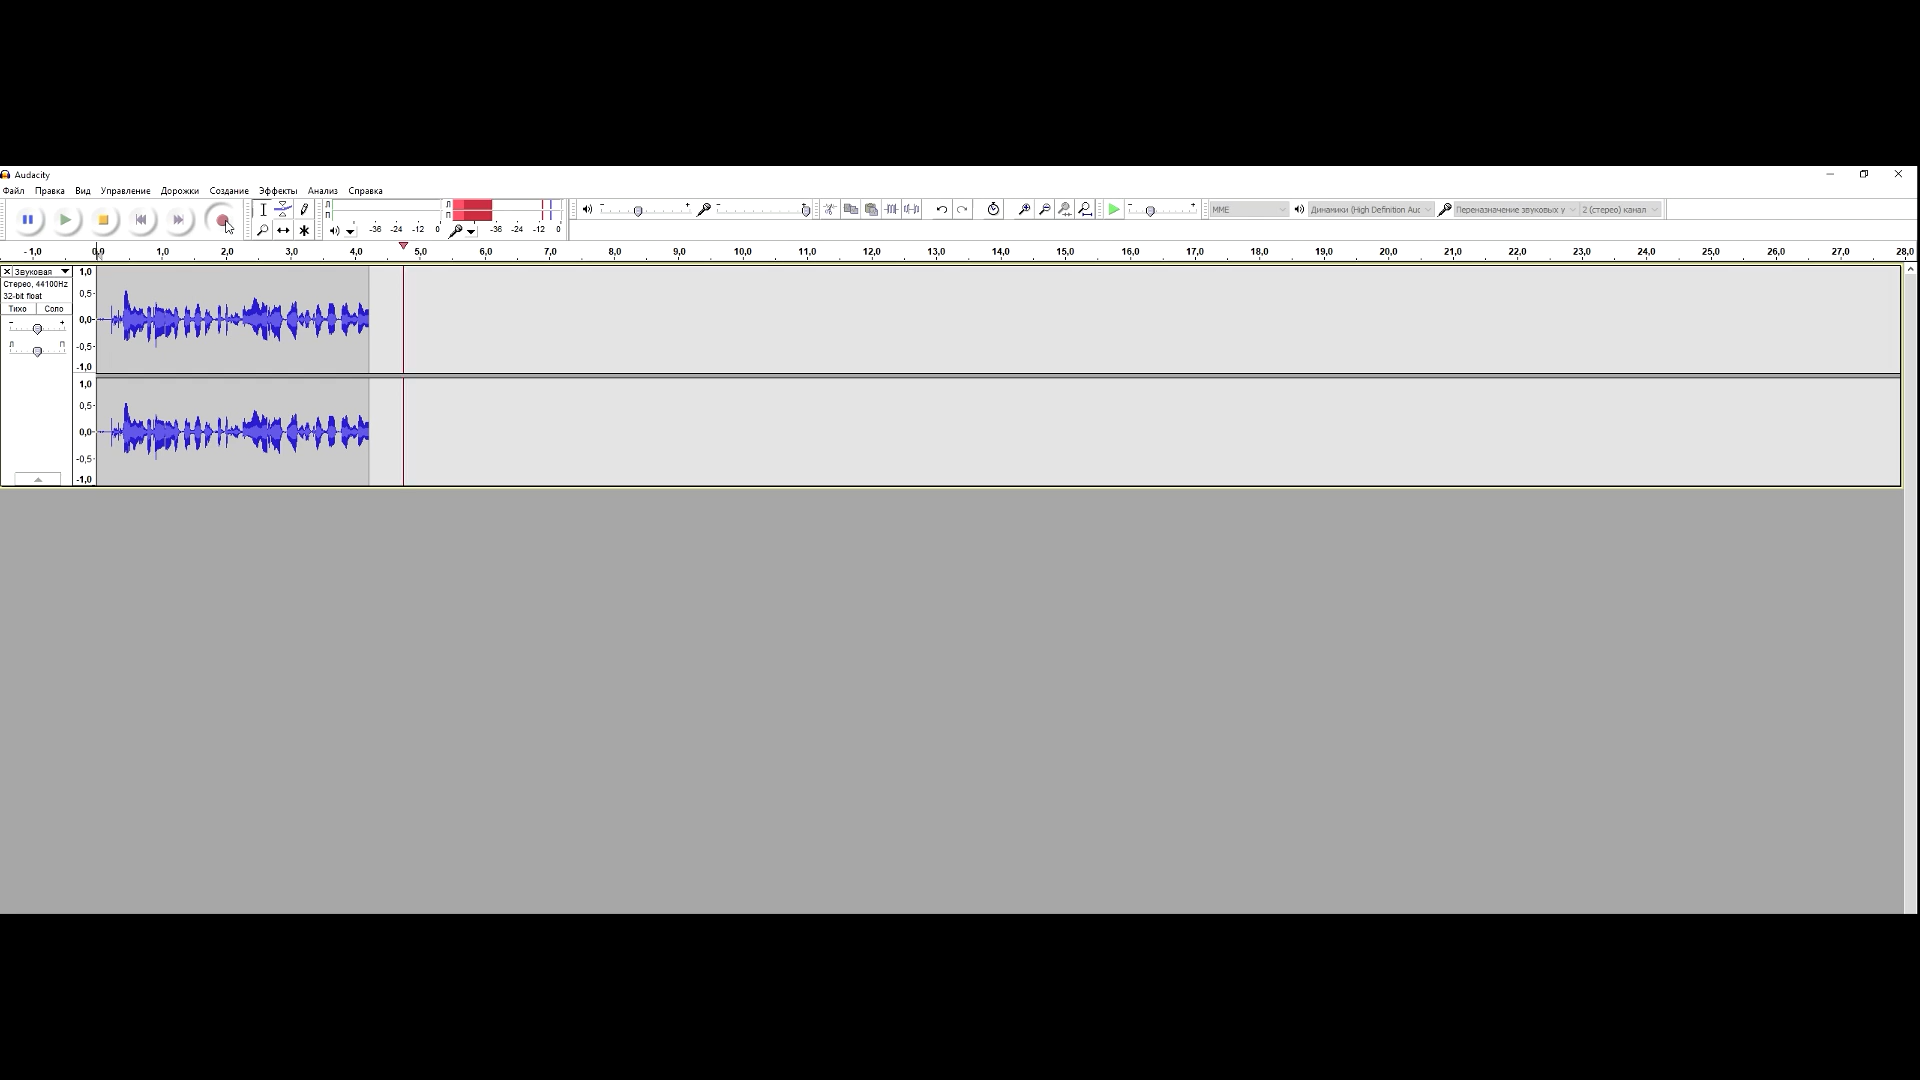 Audacity
Файл Правка Вид Управление Дорожки Создание Эффекты Анализ Справка
Л Л
П П
- + - + - +
MME Динамики (High Definition Auc Переназначение звуковых у 2 (стерео) канал
-36 -24 -12 0 -36 -24 -12 0
- 1,0 0,0 1,0 2,0 3,0 4,0 5,0 6,0 7,0 8,0 9,0 10,0 11,0 12,0 13,0 14,0 15,0 16,0 17,0 18,0 19,0 20,0 21,0 22,0 23,0 24,0 25,0 26,0 27,0 28,0
Звуковая 1,0
Стерео, 44100Hz
32-bit float 0,5-
Тихо Соло
- + 0,0-
Л П -0,5-
-1,0
1,0
0,5-
0,0-
-0,5-
-1,0